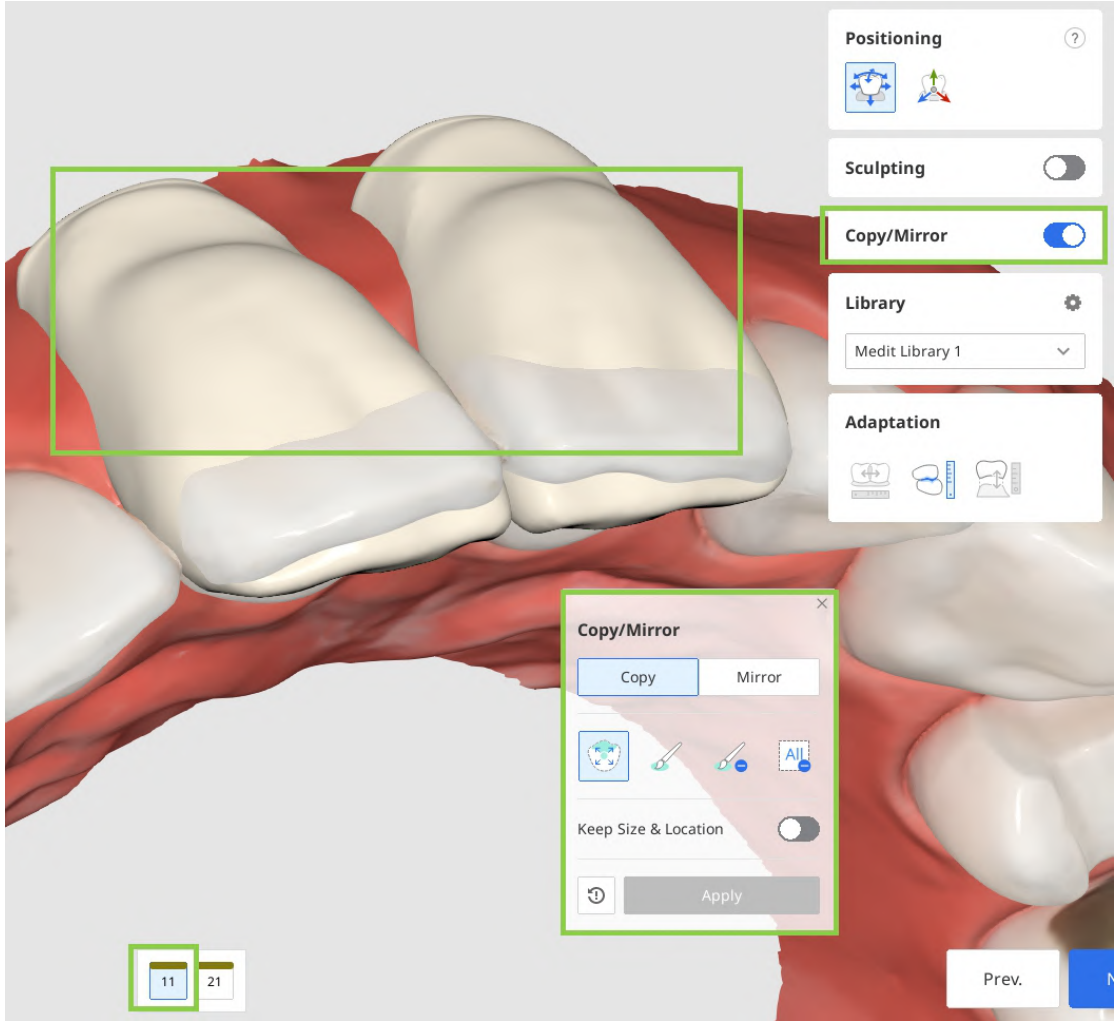 Positioning
?
Sculpting
Copy/Mirror
Library
Medit Library 1
Adaptation
Copy/Mirror
Copy Mirror
All
Keep Size & Location
Apply
11 21
Prev.
N